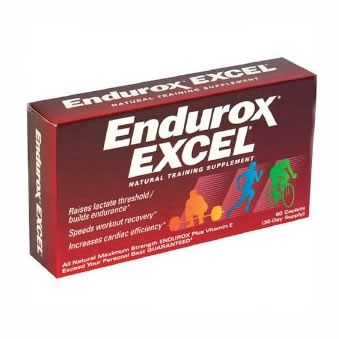 Endurox® EXCEL®
NATURAL TRAINING SUPPLEMENT
Endurox®
EXCEL®
NATURAL TRAINING SUPPLEMENT
Raises lactate threshold /
builds endurance*
Speeds workout recovery*
Increases cardiac efficiency*
All Natural Maximum Strength ENDUROX Plus Vitamin E
Exceed Your Personal Best GUARANTEED*
60 Caplets
(30-Day Supply)
Endurox EXCEL